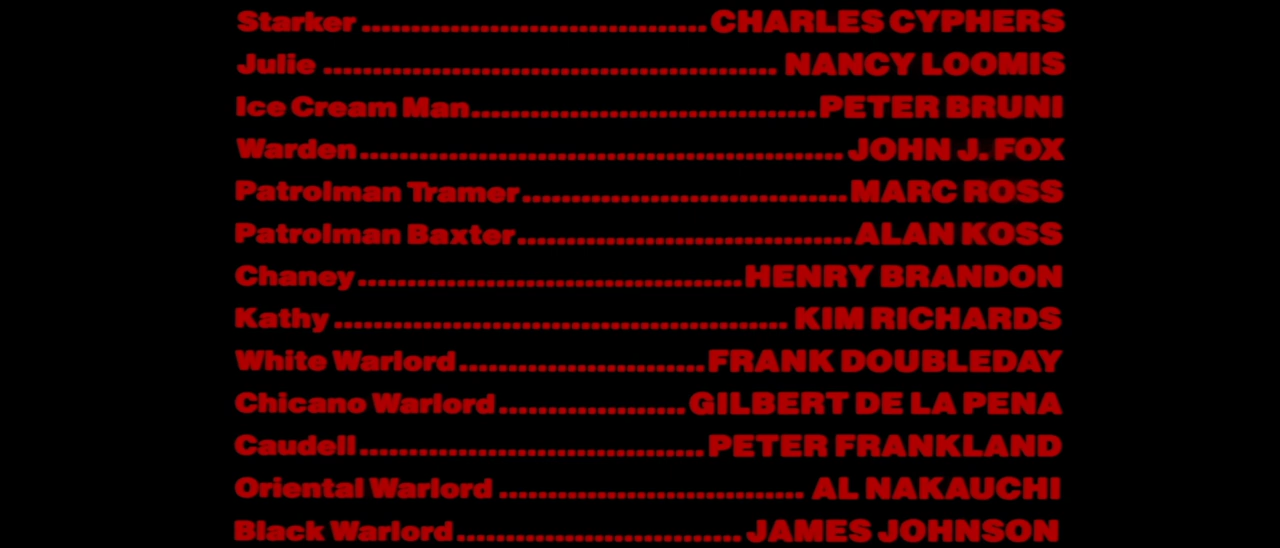 Starker ................................... CHARLES CYPHERS
Julie .............................................. NANCY LOOMIS
Ice Cream Man................................... PETER BRUNI
Warden................................................. JOHN J. FOX
Patrolman Tramer................................. MARC ROSS
Patrolman Baxter.................................. ALAN KOSS
Chaney....................................... HENRY BRANDON
Kathy .............................................. KIM RICHARDS
White Warlord......................... FRANK DOUBLEDAY
Chicano Warlord................... GILBERT DE LA PENA
Caudell................................... PETER FRANKLAND
Oriental Warlord ............................... AL NAKAUCHI
Black Warlord............................. JAMES JOHNSON